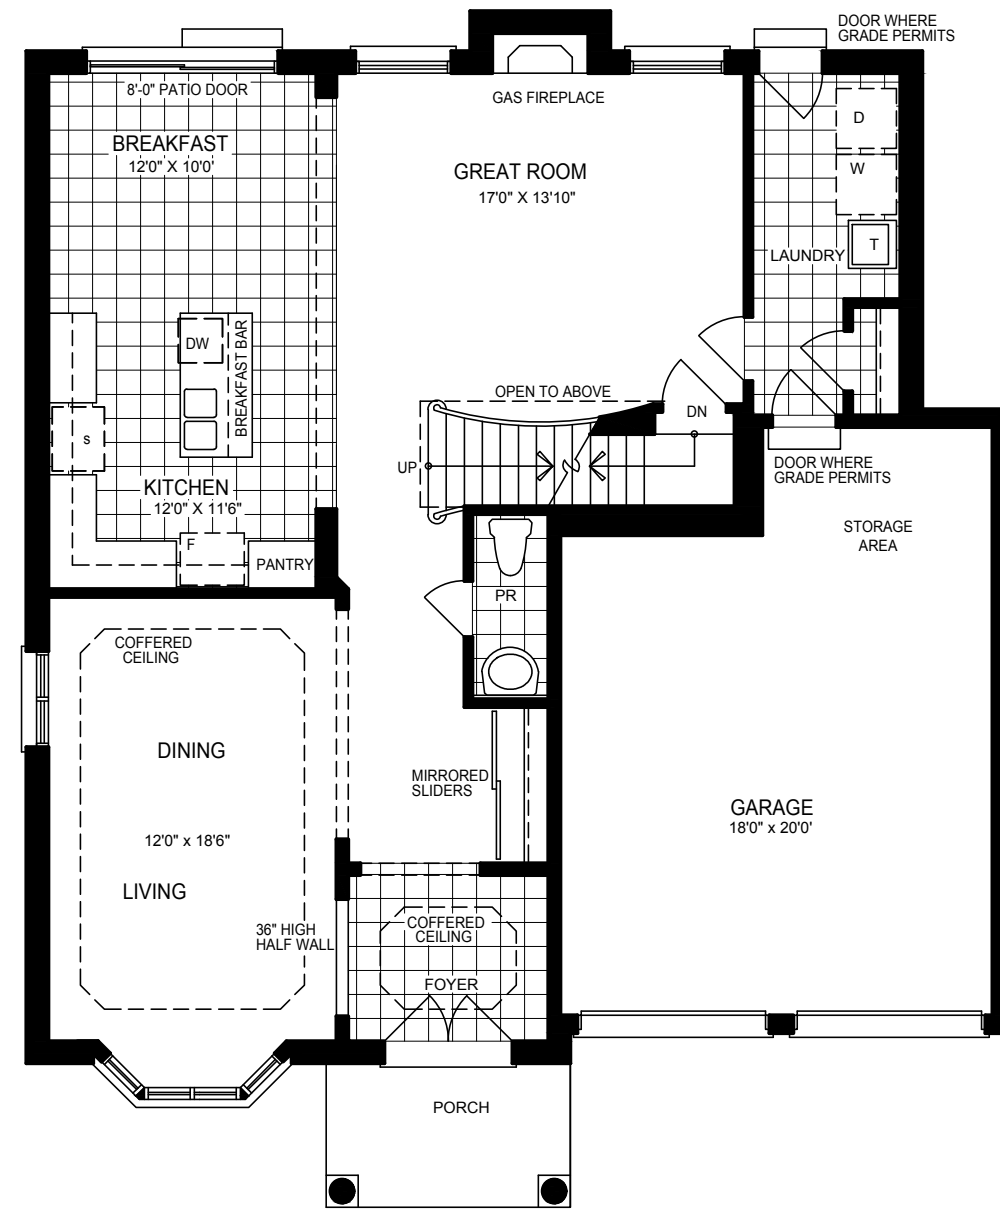 DOOR WHERE
GRADE PERMITS
8'-0" PATIO DOOR
GAS FIREPLACE
D
BREAKFAST
12'0" X 10'0'
GREAT ROOM
17'0" X 13'10"
W
T
LAUNDRY
DW
BREAKFAST BAR
OPEN TO ABOVE
DN
s
UP
DOOR WHERE
GRADE PERMITS
KITCHEN
12'0" X 11'6"
STORAGE
AREA
F
PANTRY
PR
COFFERED
CEILING
DINING
MIRRORED
SLIDERS
GARAGE
18'0" x 20'0'
12'0" x 18'6"
LIVING
36" HIGH
HALF WALL
COFFERED
CEILING
FOYER
PORCH